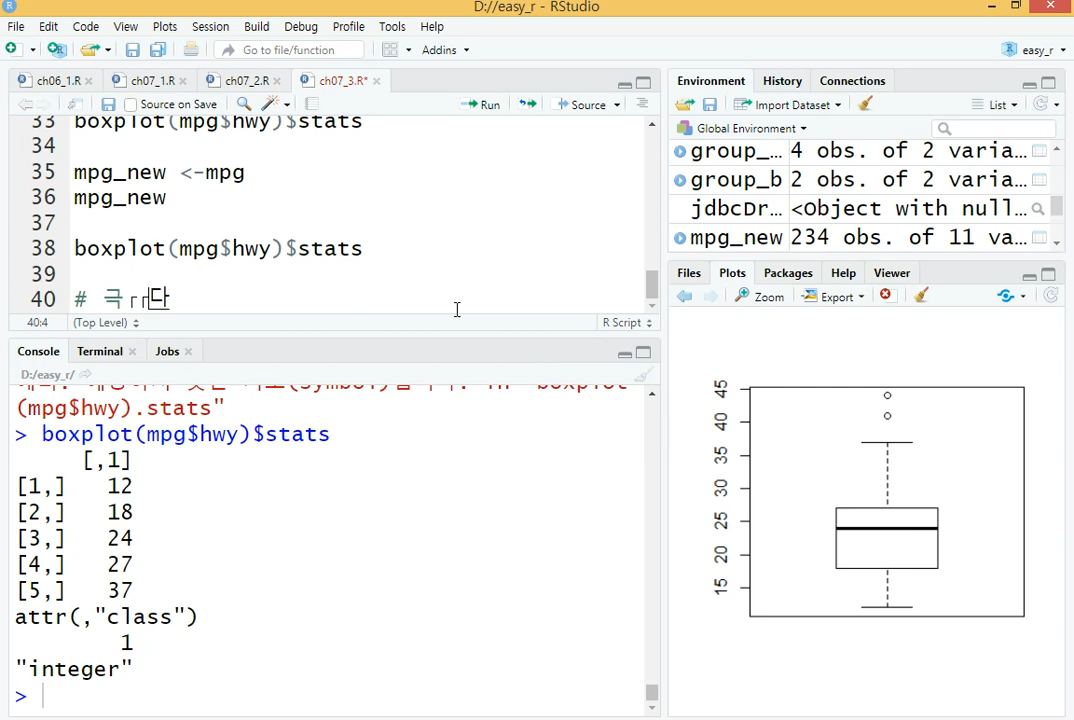 D://easy_r - RStudio
File Edit Code View Plots Session Build Debug Profile Tools Help
Go to file/function Addins easy_r
ch06_1.R ch07_1.R ch07_2.R ch07_3.R*
Source on Save Run Source
33 boxplot(mpg$hwy)$stats
34
35 mpg_new <-mpg
36 mpg_new
37
38 boxplot(mpg$hwy)$stats
39
40 # 극ㅏㄷ다
40:4 (Top Level) R Script
Console Terminal Jobs
D:/easy_r/
(mpg$hwy).stats"
> boxplot(mpg$hwy)$stats
[,1]
[1,] 12
[2,] 18
[3,] 24
[4,] 27
[5,] 37
attr(,"class")
1
"integer"
>
Environment History Connections
Import Dataset List
Global Environment
group_... 4 obs. of 2 varia...
group_b 2 obs. of 2 varia...
jdbcDr... <Object with null...
mpg_new 234 obs. of 11 va...
Files Plots Packages Help Viewer
Zoom Export
45
40
35
30
25
20
15